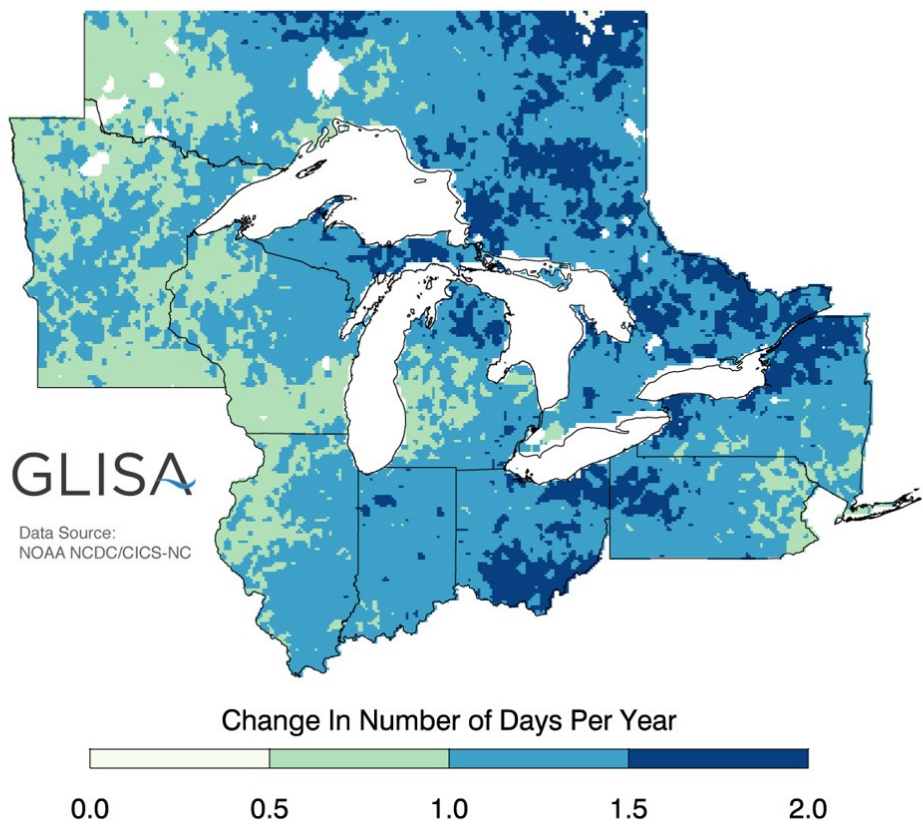 GLISA
Data Source:
NOAA NCDC/CICS-NC
Change In Number of Days Per Year
0.0 0.5 1.0 1.5 2.0